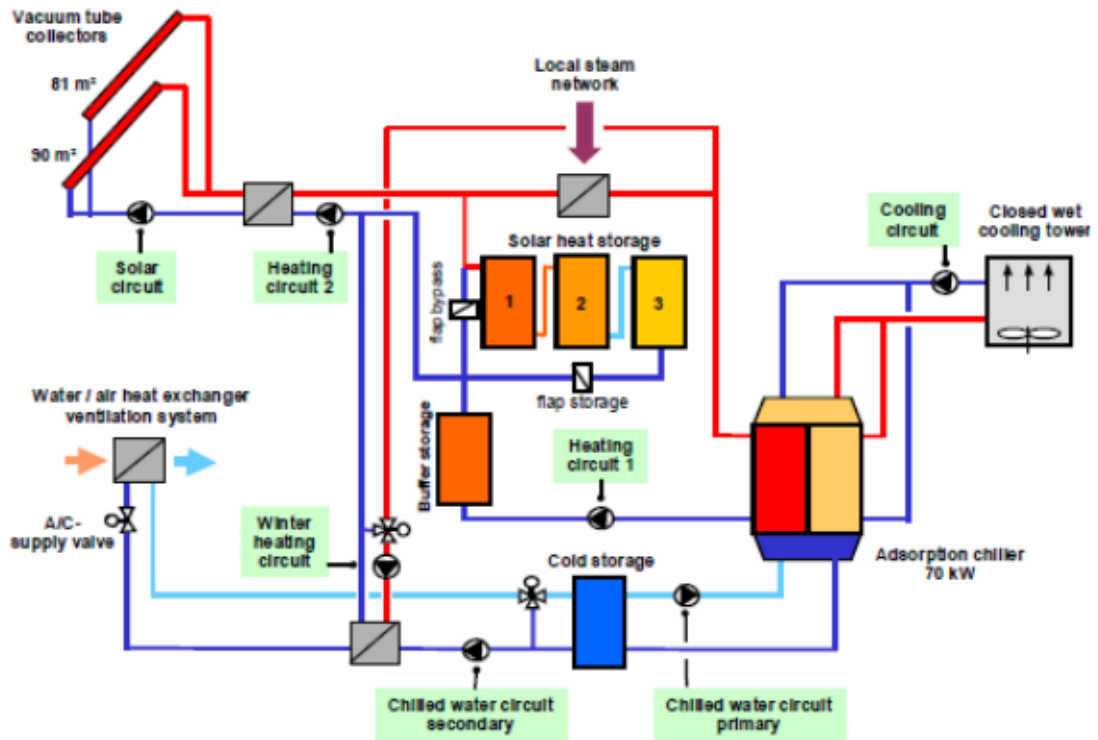 Vacuum tube
collectors
81 m²
90 m²
Local steam
network
Solar
circuit
Heating
circuit 2
Solar heat storage
1
2
3
flap bypass
flap storage
Cooling
circuit
Closed wet
cooling tower
Water / air heat exchanger
ventilation system
Buffer storage
Heating
circuit 1
A/C-
supply valve
Winter
heating
circuit
Cold storage
Adsorption chiller
70 kW
Chilled water circuit
secondary
Chilled water circuit
primary